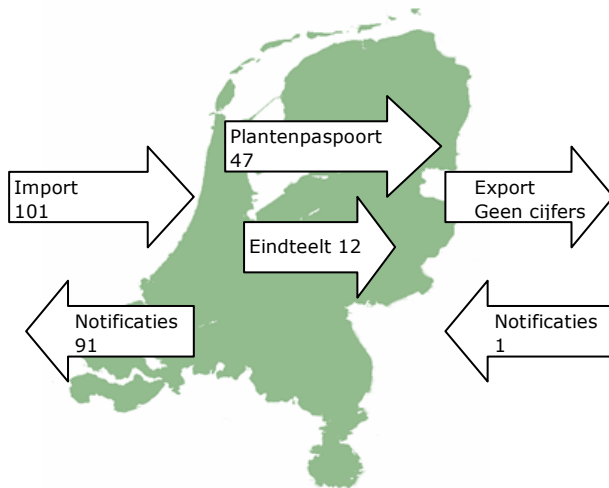 Plantenpaspoort
47
Import
101
Export
Geen cijfers
Eindteelt 12
Notificaties
91
Notificaties
1